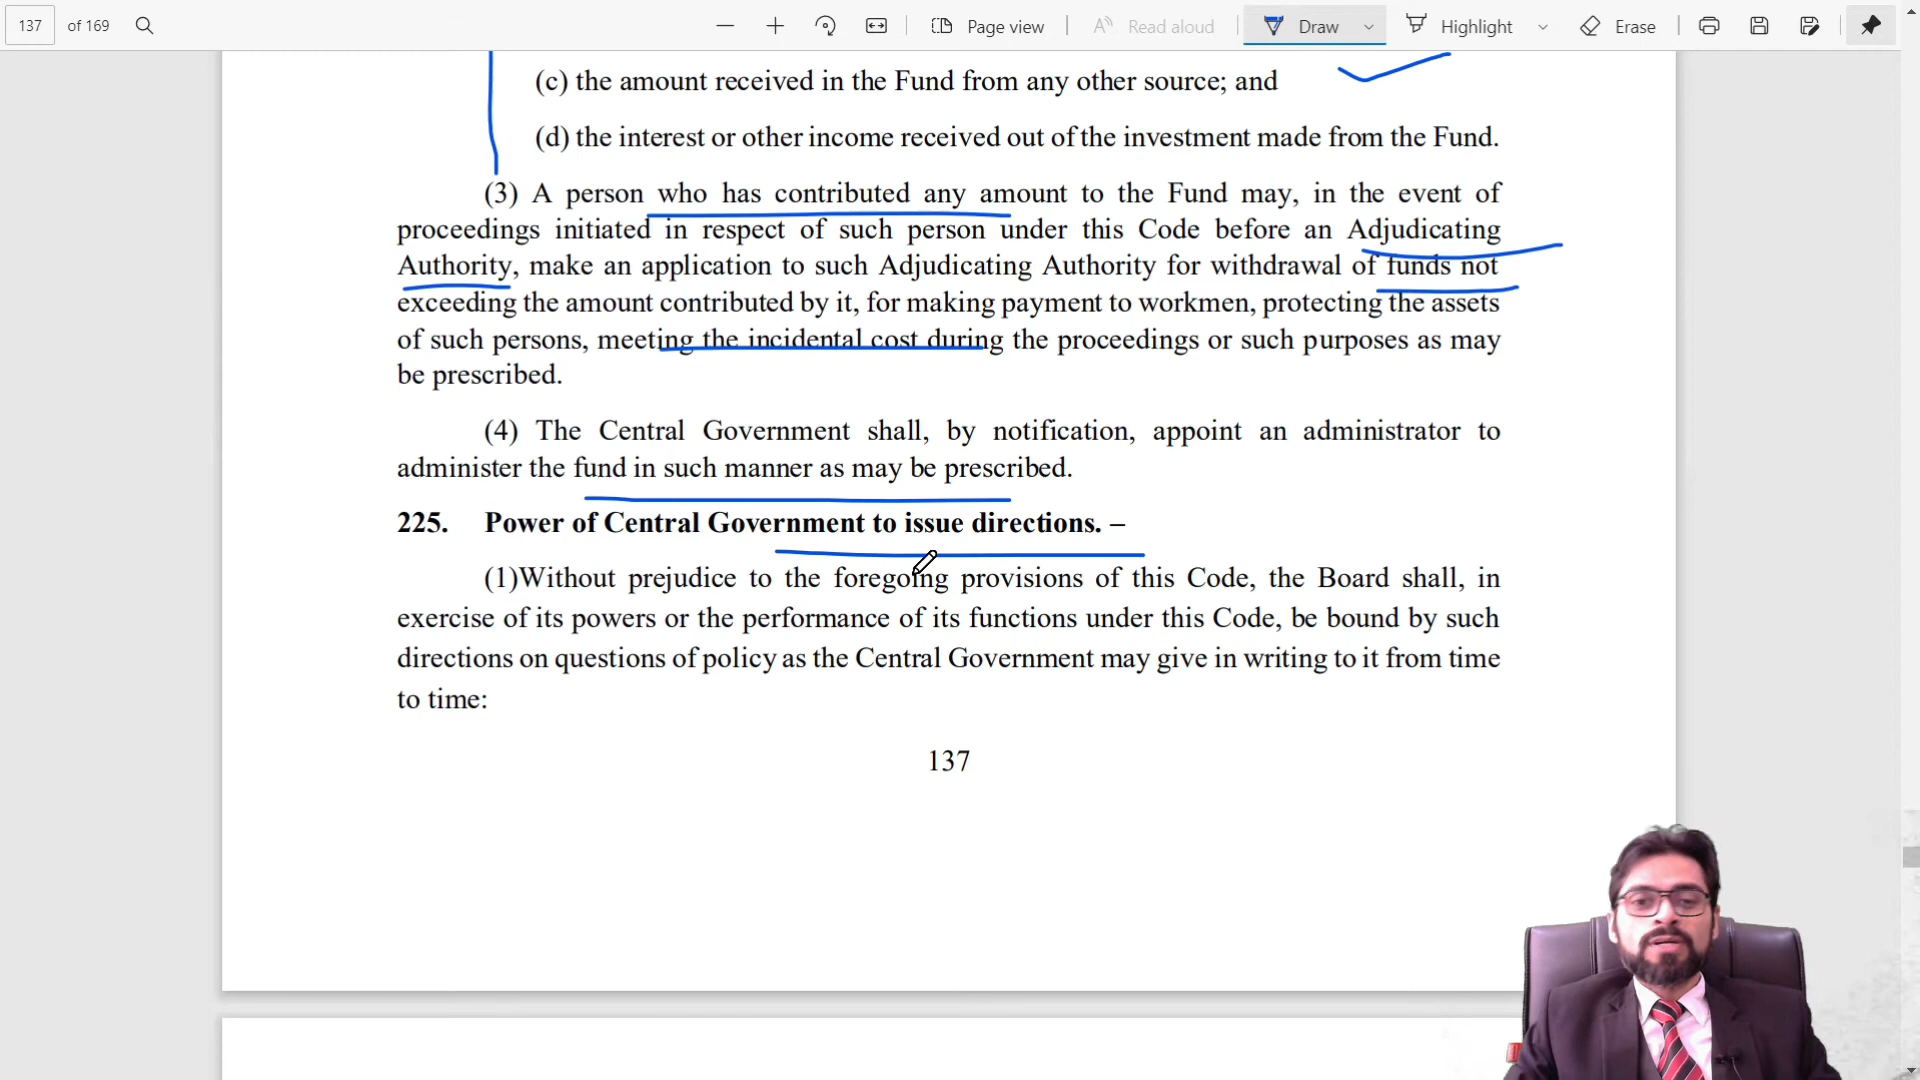 137 of 169 Page view Read aloud Draw Highlight Erase
(c) the amount received in the Fund from any other source; and
(d) the interest or other income received out of the investment made from the Fund.
(3) A person who has contributed any amount to the Fund may, in the event of
proceedings initiated in respect of such person under this Code before an Adjudicating
Authority, make an application to such Adjudicating Authority for withdrawal of funds not
exceeding the amount contributed by it, for making payment to workmen, protecting the assets
of such persons, meeting the incidental cost during the proceedings or such purposes as may
be prescribed.
(4) The Central Government shall, by notification, appoint an administrator to
administer the fund in such manner as may be prescribed.
225. Power of Central Government to issue directions. –
(1)Without prejudice to the foregoing provisions of this Code, the Board shall, in
exercise of its powers or the performance of its functions under this Code, be bound by such
directions on questions of policy as the Central Government may give in writing to it from time
to time:
137